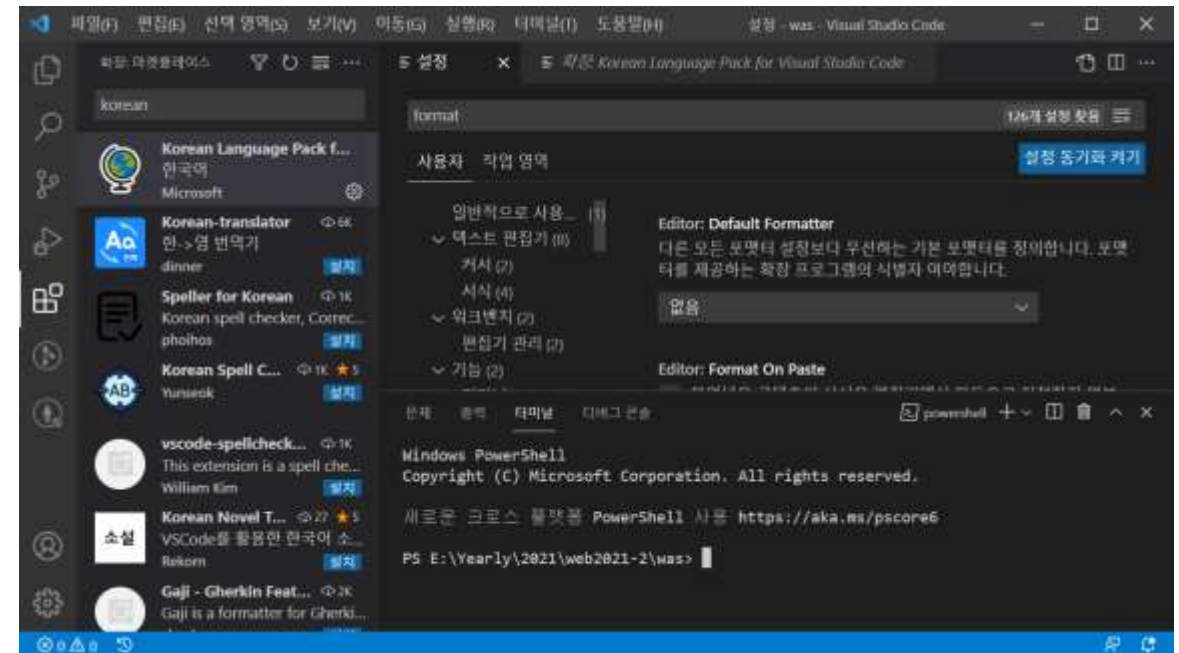 파일(F) 편집(E) 선택 영역(S) 보기(V) 이동(G) 실행(R) 터미널(T) 도움말(H) 설정 - was - Visual Studio Code
확장: 마켓플레이스
korean
Korean Language Pack f...
한국어
Microsoft
Korean-translator 6K
한->영 번역기
dinner 설치
Speller for Korean 1K
Korean spell checker, Correc...
phoihos 설치
Korean Spell C... 1K ★ 5
Yunseok 설치
vscode-spellcheck... 1K
This extension is a spell che...
William Kim 설치
소설
Korean Novel T... 27 ★ 5
VSCode를 활용한 한국어 소...
Rekorn 설치
Gaji - Gherkin Feat... 2K
Gaji is a formatter for Gherki...
설정 확장: Korean Language Pack for Visual Studio Code
format 126개 설정 찾음
사용자 작업 영역 설정 동기화 켜기
일반적으로 사용... (1)
텍스트 편집기 (8)
커서 (2)
서식 (4)
워크벤치 (2)
편집기 관리 (2)
기능 (2)
Editor: Default Formatter
다른 모든 포맷터 설정보다 우선하는 기본 포맷터를 정의합니다. 포맷
터를 제공하는 확장 프로그램의 식별자 여야합니다.
없음
Editor: Format On Paste
문제 출력 터미널 디버그 콘솔 powershell
Windows PowerShell
Copyright (C) Microsoft Corporation. All rights reserved.
새로운 크로스 플랫폼 PowerShell 사용 https://aka.ms/pscore6
PS E:\Yearly\2021\web2021-2\was>
0 0